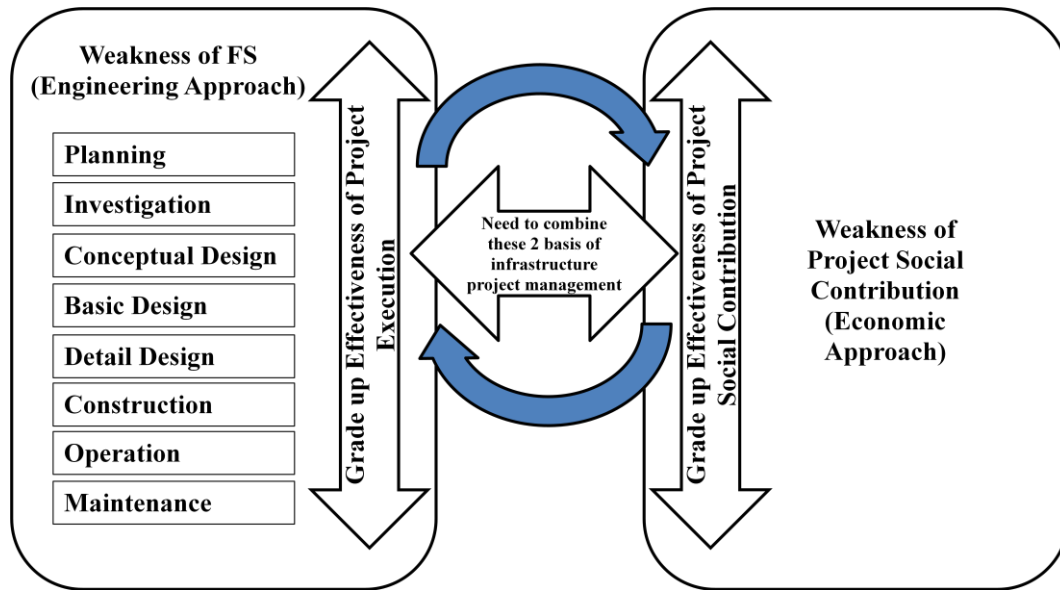 Weakness of FS
(Engineering Approach)
Planning
Investigation
Conceptual Design
Basic Design
Detail Design
Construction
Operation
Maintenance
Grade up Effectiveness of Project
Execution
Need to combine
these 2 basis of
infrastructure
project management
Grade up Effectiveness of Project
Social Contribution
Weakness of
Project Social
Contribution
(Economic
Approach)